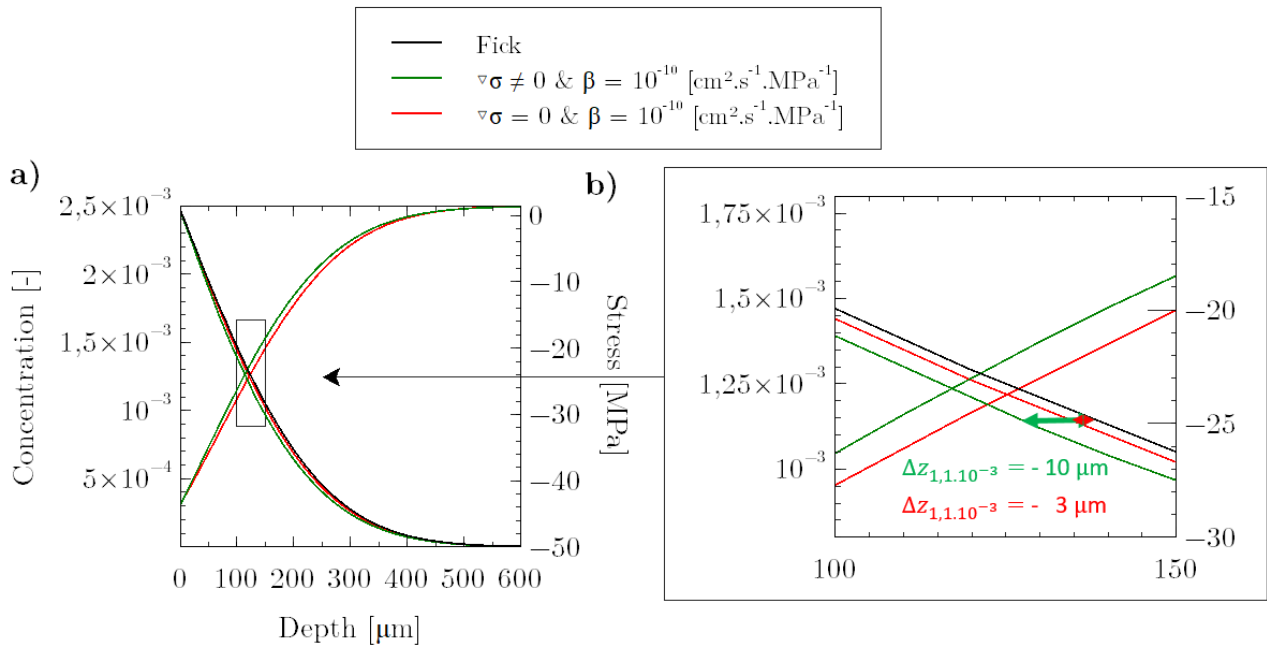 Fick
▿σ ≠ 0 & β = 10⁻¹⁰ [cm².s⁻¹.MPa⁻¹]
▿σ = 0 & β = 10⁻¹⁰ [cm².s⁻¹.MPa⁻¹]
a)
Concentration [-]
2,5×10⁻³
2×10⁻³
1,5×10⁻³
10⁻³
5×10⁻⁴
0
−10
−20
−30
−40
−50
Stress [MPa]
0 100 200 300 400 500 600
Depth [μm]
b)
1,75×10⁻³
1,5×10⁻³
1,25×10⁻³
10⁻³
−15
−20
−25
−30
Δz₁,₁.₁₀⁻³ = - 10 μm
Δz₁,₁.₁₀⁻³ = - 3 μm
100 150